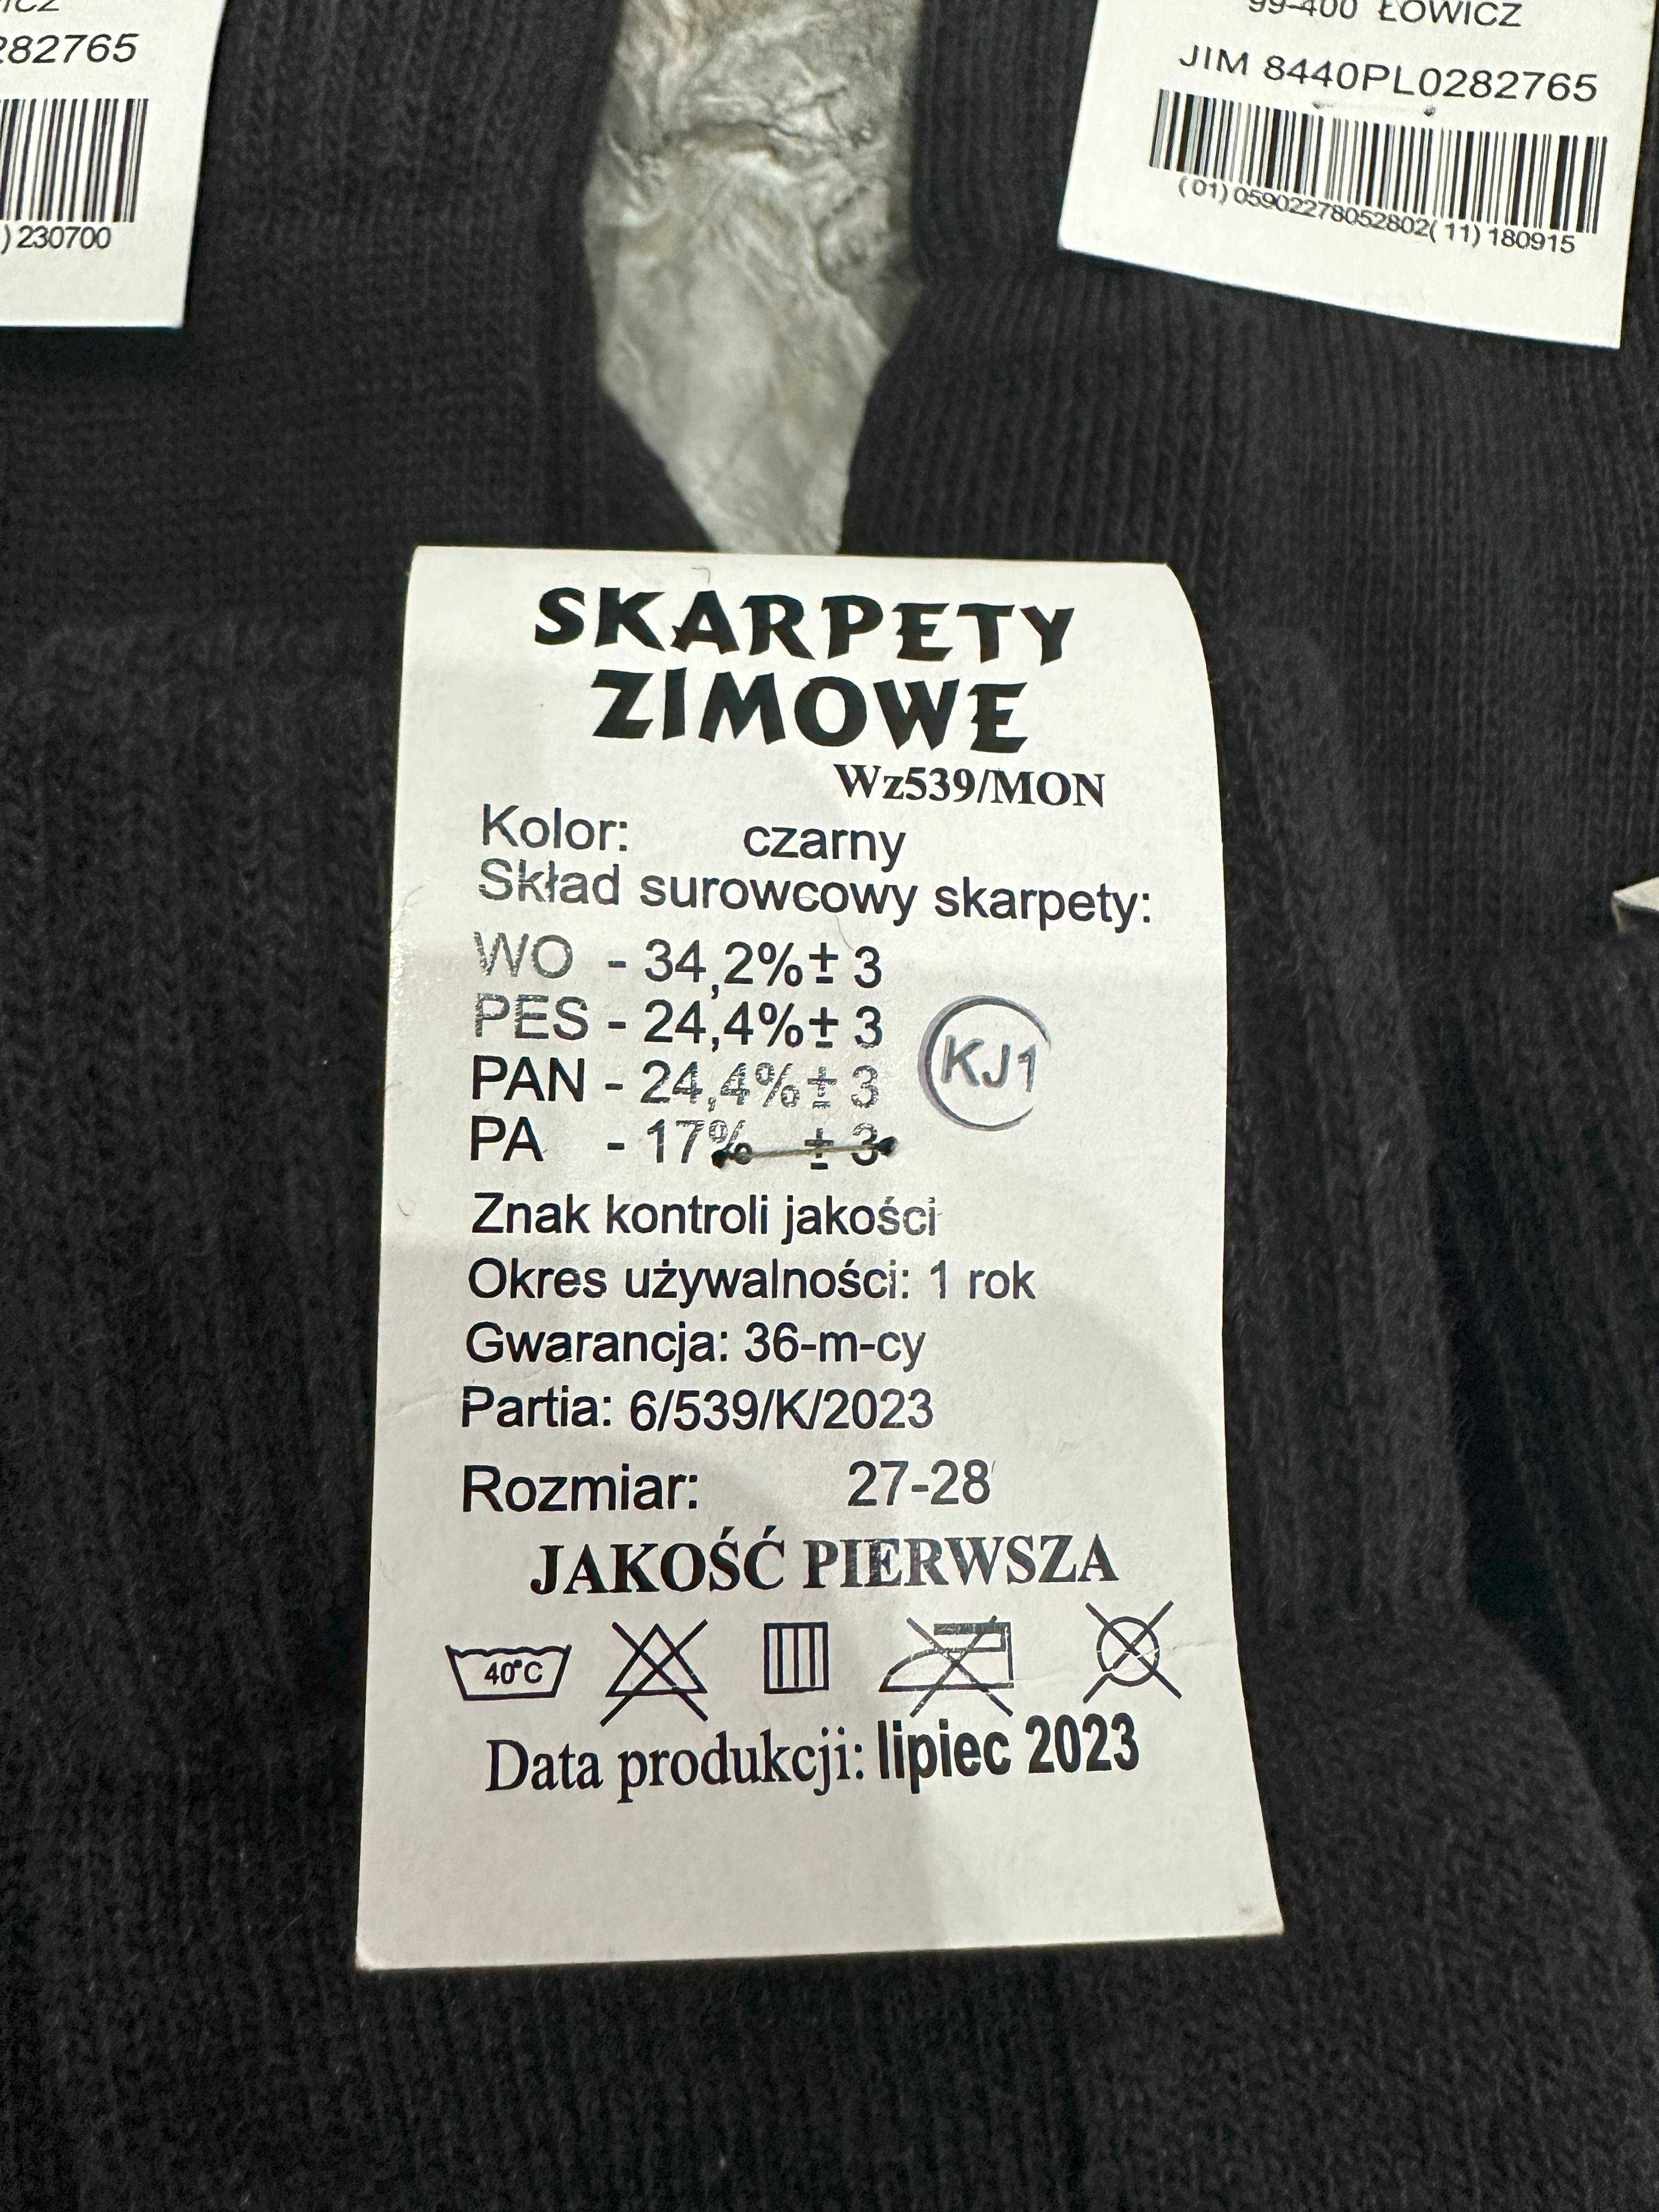 282765
) 230700
99-400 ŁOWICZ
JIM 8440PL0282765
(01) 05902278052802(11) 180915
SKARPETY
ZIMOWE
Wz539/MON
Kolor: czarny
Skład surowcowy skarpety:
WO - 34,2%± 3
PES - 24,4%± 3
PAN - 24,4%± 3
PA - 17% ± 3
KJ1
Znak kontroli jakości
Okres używalności: 1 rok
Gwarancja: 36-m-cy
Partia: 6/539/K/2023
Rozmiar: 27-28
JAKOŚĆ PIERWSZA
40°C
Data produkcji: lipiec 2023